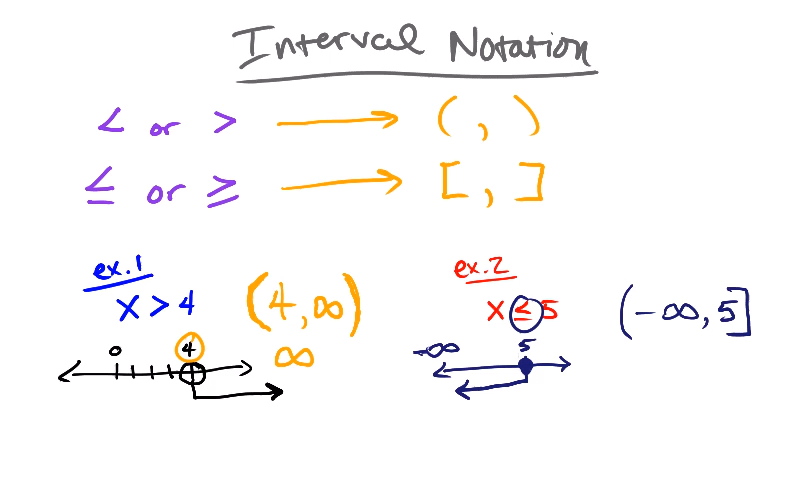 Interval Notation
< or > → ( , )
≤ or ≥ → [ , ]
ex.1
x > 4
(4, ∞)
0 4 ∞
ex.2
x ≤ 5
(-∞, 5]
-∞ 5